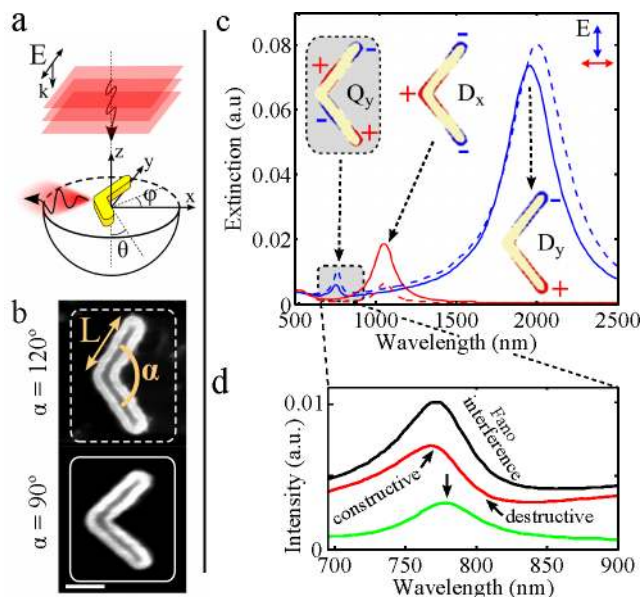 a
E
k
z
y
φ
x
θ
b
α = 120°
L
α
α = 90°
c
Extinction (a.u)
0.08
0.06
0.04
0.02
0
500
1000
1500
2000
2500
Wavelength (nm)
E
-
+
Q_y
-
+
-
+
D_x
-
-
D_y
+
d
Intensity (a.u.)
0.01
0
Fano
interference
constructive
destructive
700
750
800
850
900
Wavelength (nm)